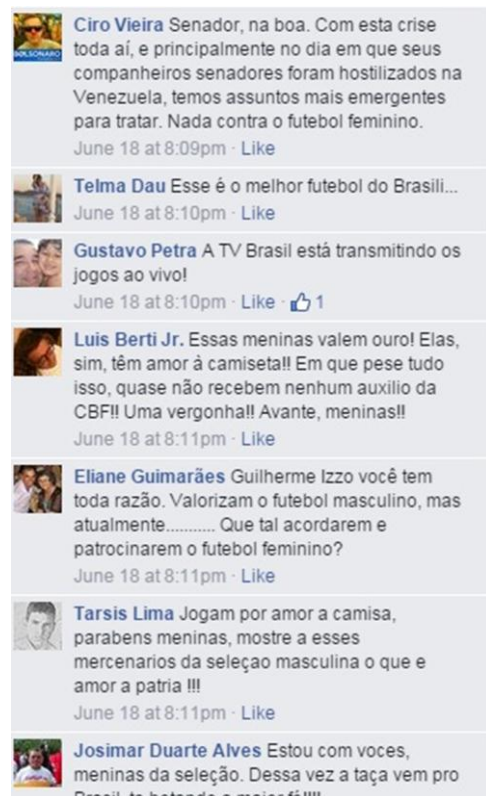 BOLSONARO
Ciro Vieira Senador, na boa. Com esta crise
toda aí, e principalmente no dia em que seus
companheiros senadores foram hostilizados na
Venezuela, temos assuntos mais emergentes
para tratar. Nada contra o futebol feminino.
June 18 at 8:09pm · Like
Telma Dau Esse é o melhor futebol do Brasili...
June 18 at 8:10pm · Like
Gustavo Petra A TV Brasil está transmitindo os
jogos ao vivo!
June 18 at 8:10pm · Like · 1
Luis Berti Jr. Essas meninas valem ouro! Elas,
sim, têm amor à camiseta!! Em que pese tudo
isso, quase não recebem nenhum auxilio da
CBF!! Uma vergonha!! Avante, meninas!!
June 18 at 8:11pm · Like
Eliane Guimarães Guilherme Izzo você tem
toda razão. Valorizam o futebol masculino, mas
atualmente........... Que tal acordarem e
patrocinarem o futebol feminino?
June 18 at 8:11pm · Like
Tarsis Lima Jogam por amor a camisa,
parabens meninas, mostre a esses
mercenarios da seleçao masculina o que e
amor a patria !!!
June 18 at 8:11pm · Like
Josimar Duarte Alves Estou com voces,
meninas da seleção. Dessa vez a taça vem pro
Brasil, to botando a maior fé!!!!